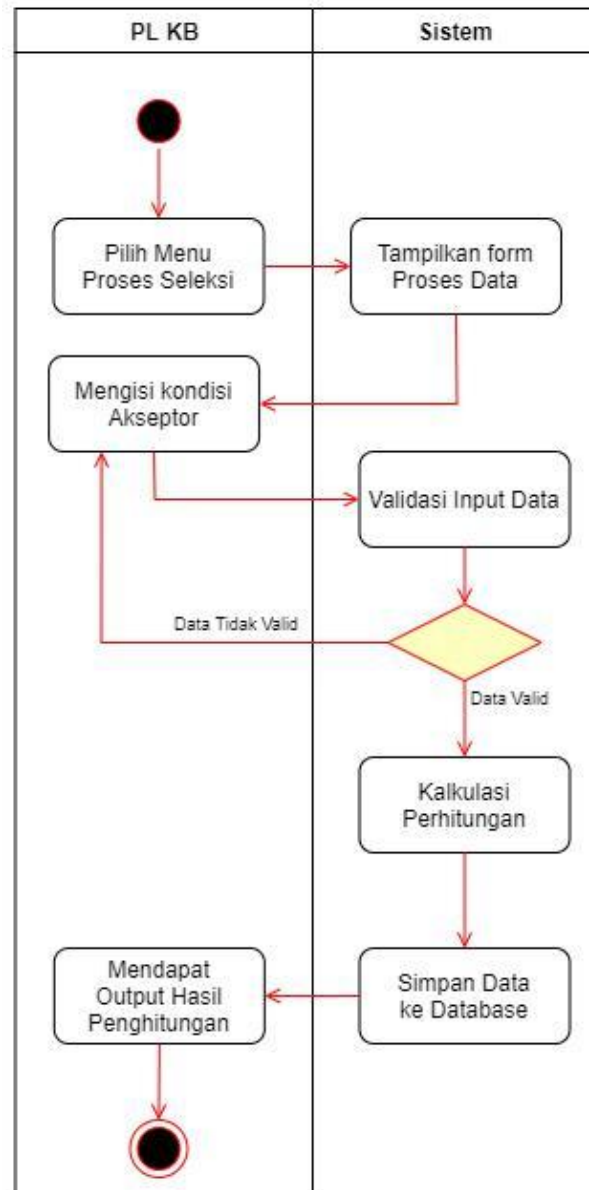 PL KB
Sistem
Pilih Menu
Proses Seleksi
Tampilkan form
Proses Data
Mengisi kondisi
Akseptor
Validasi Input Data
Data Tidak Valid
Data Valid
Kalkulasi
Perhitungan
Mendapat
Output Hasil
Penghitungan
Simpan Data
ke Database